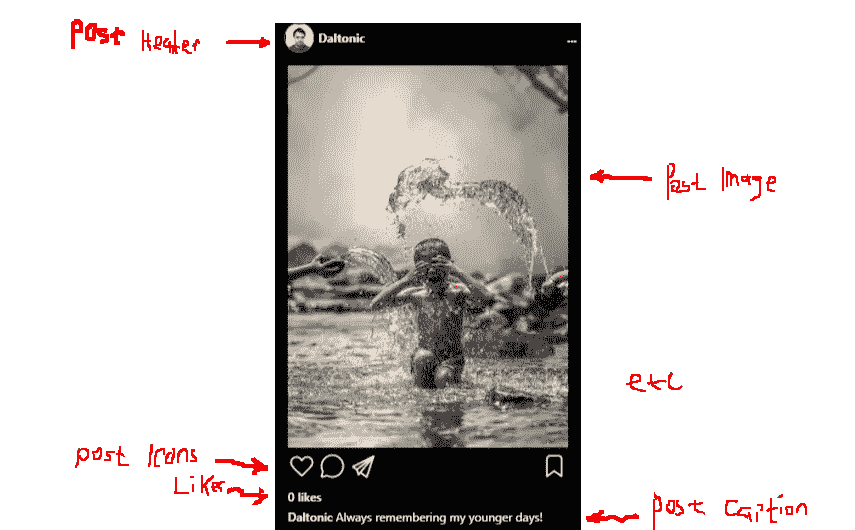 Post Header
Daltonic
...
Post Image
etc
post Icons
Likes
0 likes
Daltonic Always remembering my younger days!
post Caption